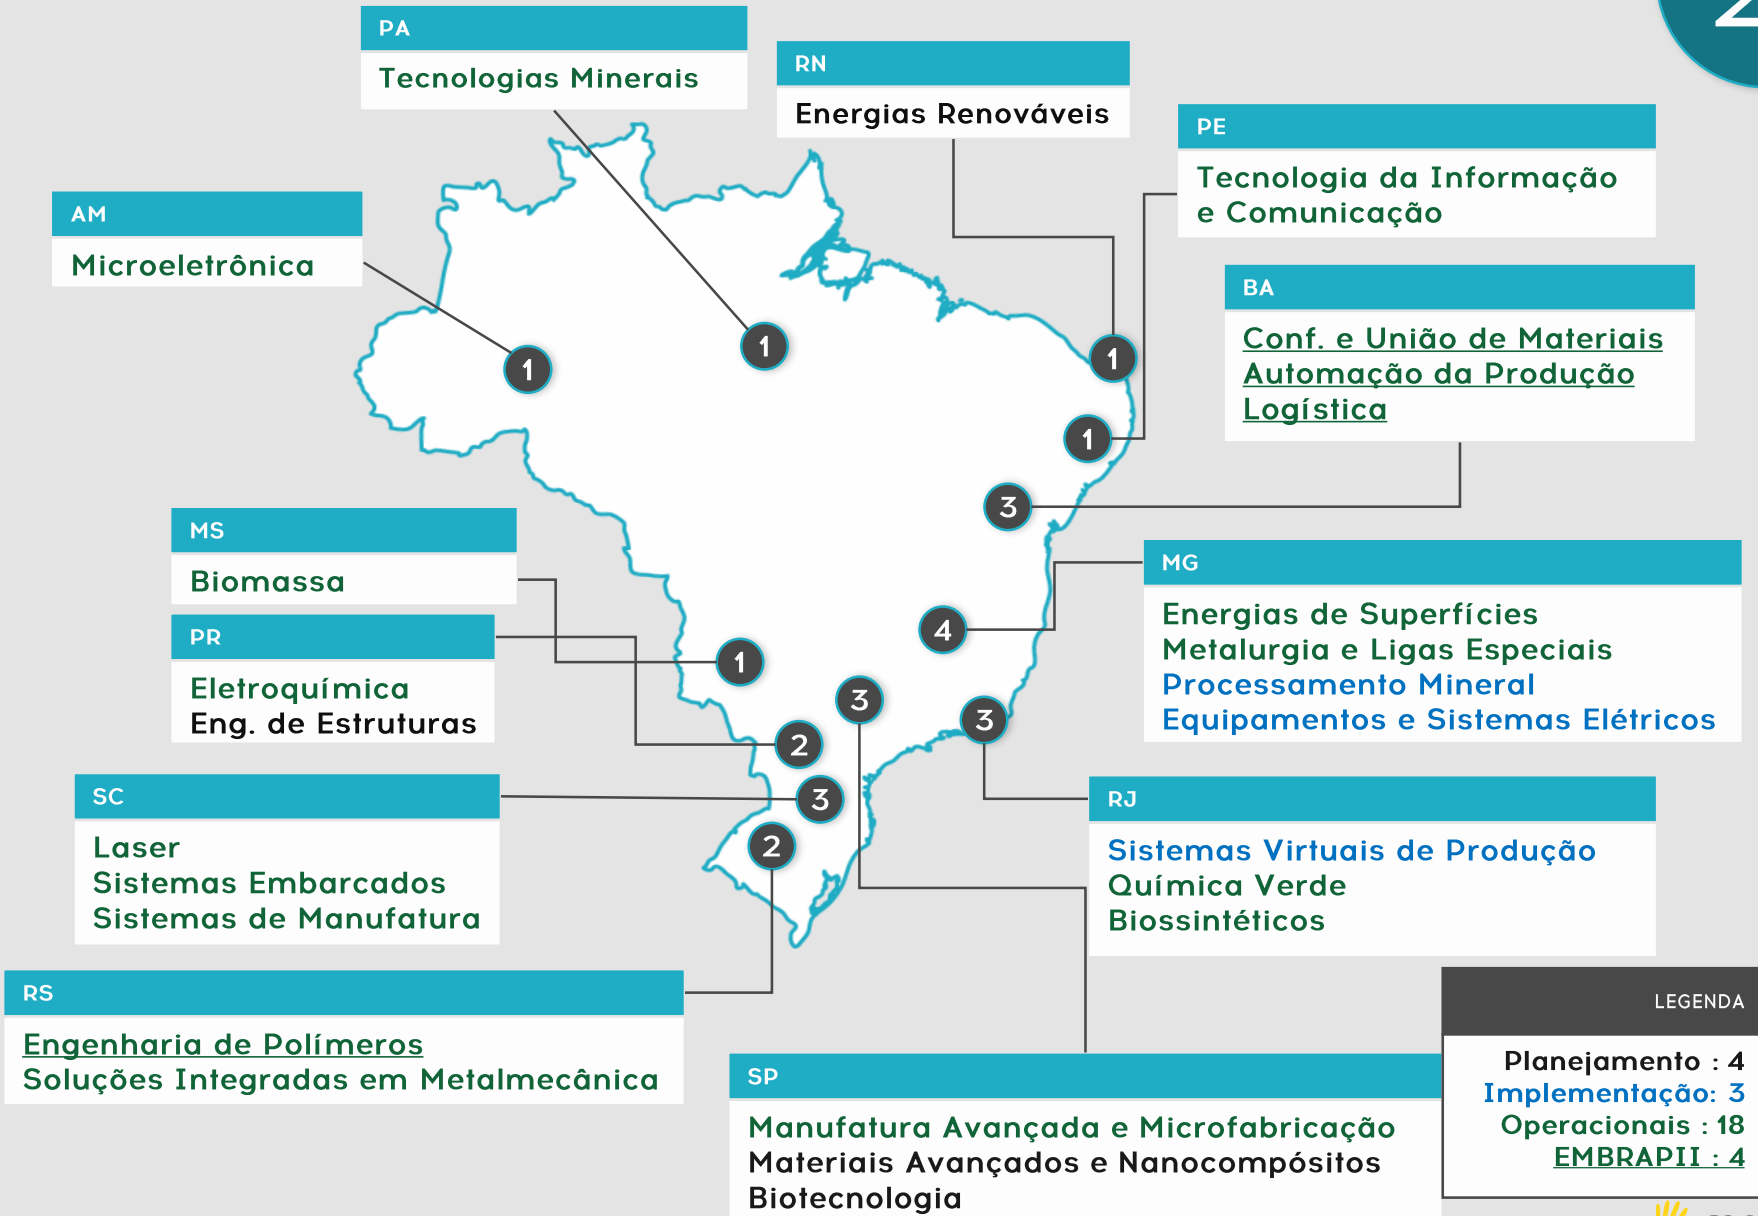 2
PA
Tecnologias Minerais
RN
Energias Renováveis
PE
Tecnologia da Informação
e Comunicação
AM
Microeletrônica
BA
Conf. e União de Materiais
Automação da Produção
Logística
1
1
1
1
3
MS
Biomassa
PR
Eletroquímica
Eng. de Estruturas
MG
Energias de Superfícies
Metalurgia e Ligas Especiais
Processamento Mineral
Equipamentos e Sistemas Elétricos
4
1
3
3
2
3
2
SC
Laser
Sistemas Embarcados
Sistemas de Manufatura
RJ
Sistemas Virtuais de Produção
Química Verde
Biossintéticos
RS
Engenharia de Polímeros
Soluções Integradas em Metalmecânica
SP
Manufatura Avançada e Microfabricação
Materiais Avançados e Nanocompósitos
Biotecnologia
LEGENDA
Planejamento : 4
Implementação: 3
Operacionais : 18
EMBRAPII : 4